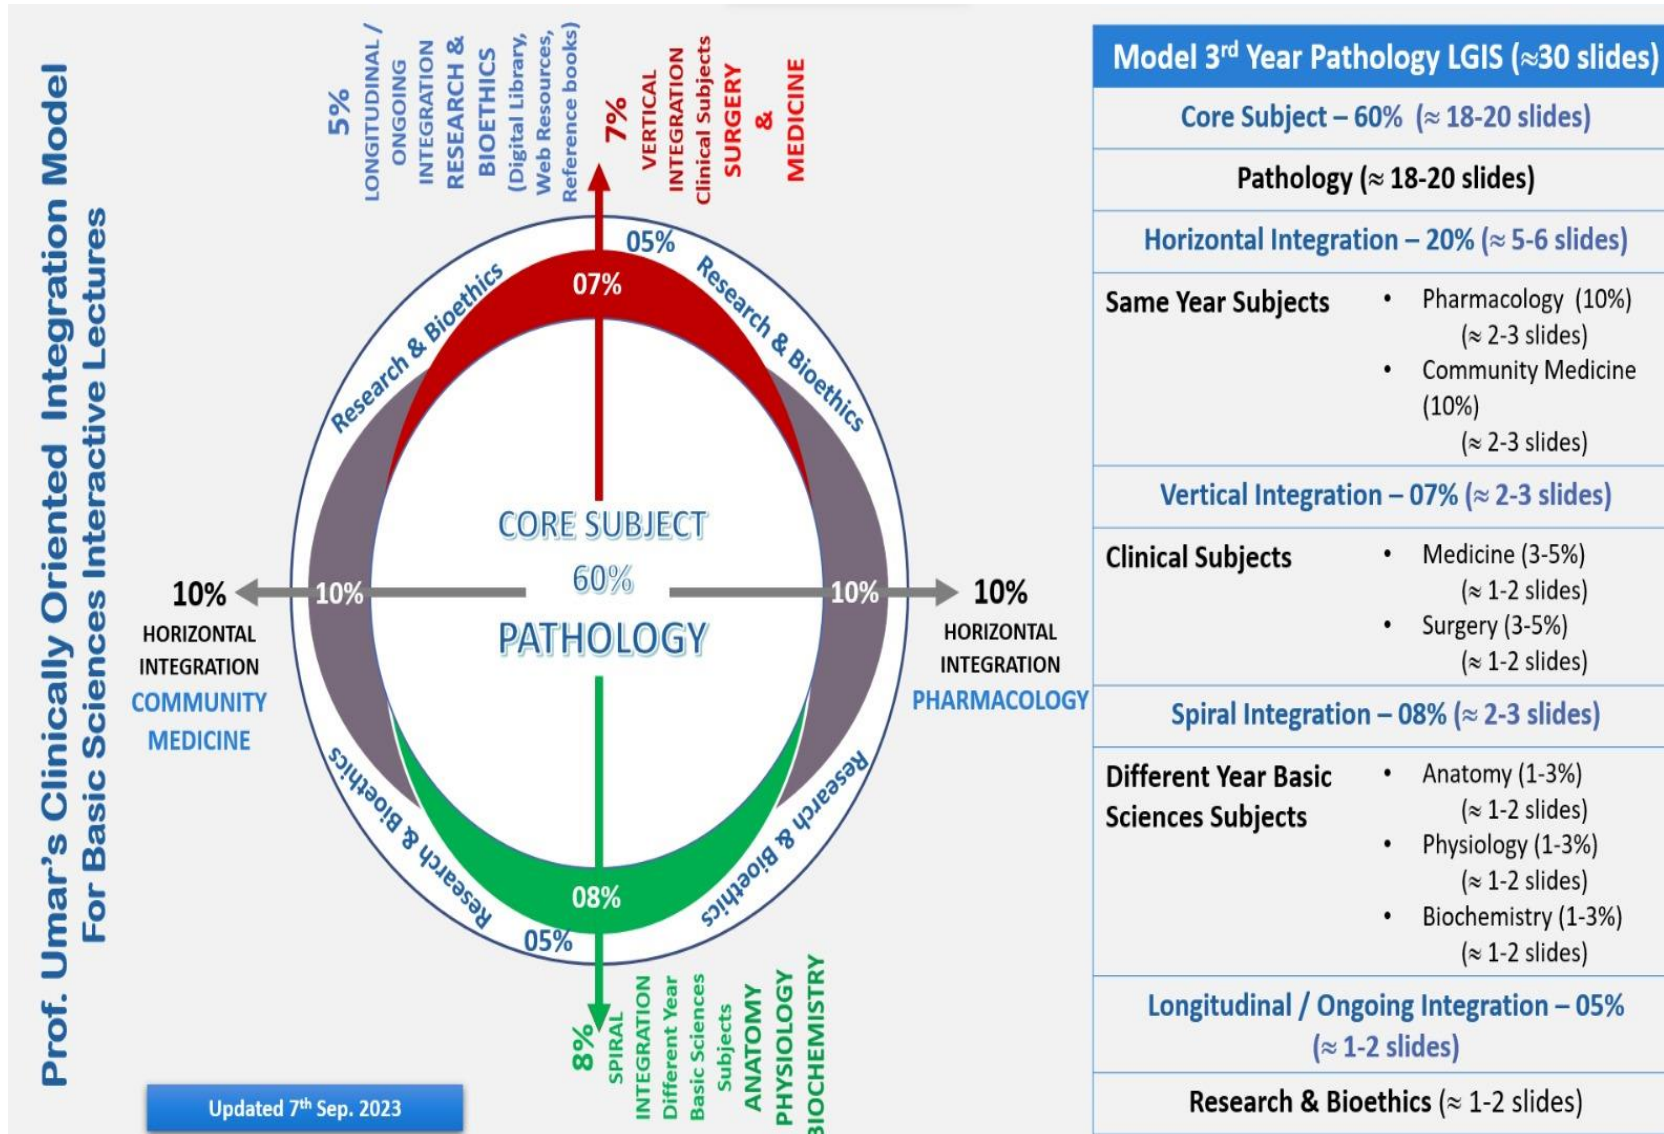 Prof. Umar's Clinically Oriented Integration Model
For Basic Sciences Interactive Lectures
5%
LONGITUDINAL /
ONGOING
INTEGRATION
RESEARCH &
BIOETHICS
(Digital Library,
Web Resources,
Reference books)
7%
VERTICAL
INTEGRATION
Clinical Subjects
SURGERY
&
MEDICINE
05%
07%
Research & Bioethics
Research & Bioethics
CORE SUBJECT
60%
PATHOLOGY
10%
10%
HORIZONTAL
INTEGRATION
COMMUNITY
MEDICINE
10%
10%
HORIZONTAL
INTEGRATION
PHARMACOLOGY
Research & Bioethics
Research & Bioethics
08%
05%
8%
SPIRAL
INTEGRATION
Different Year
Basic Sciences
Subjects
ANATOMY
PHYSIOLOGY
BIOCHEMISTRY
Updated 7th Sep. 2023
Model 3rd Year Pathology LGIS (≈30 slides)
Core Subject – 60% (≈ 18-20 slides)
Pathology (≈ 18-20 slides)
Horizontal Integration – 20% (≈ 5-6 slides)
Same Year Subjects
• Pharmacology (10%)
(≈ 2-3 slides)
• Community Medicine
(10%)
(≈ 2-3 slides)
Vertical Integration – 07% (≈ 2-3 slides)
Clinical Subjects
• Medicine (3-5%)
(≈ 1-2 slides)
• Surgery (3-5%)
(≈ 1-2 slides)
Spiral Integration – 08% (≈ 2-3 slides)
Different Year Basic
Sciences Subjects
• Anatomy (1-3%)
(≈ 1-2 slides)
• Physiology (1-3%)
(≈ 1-2 slides)
• Biochemistry (1-3%)
(≈ 1-2 slides)
Longitudinal / Ongoing Integration – 05%
(≈ 1-2 slides)
Research & Bioethics (≈ 1-2 slides)